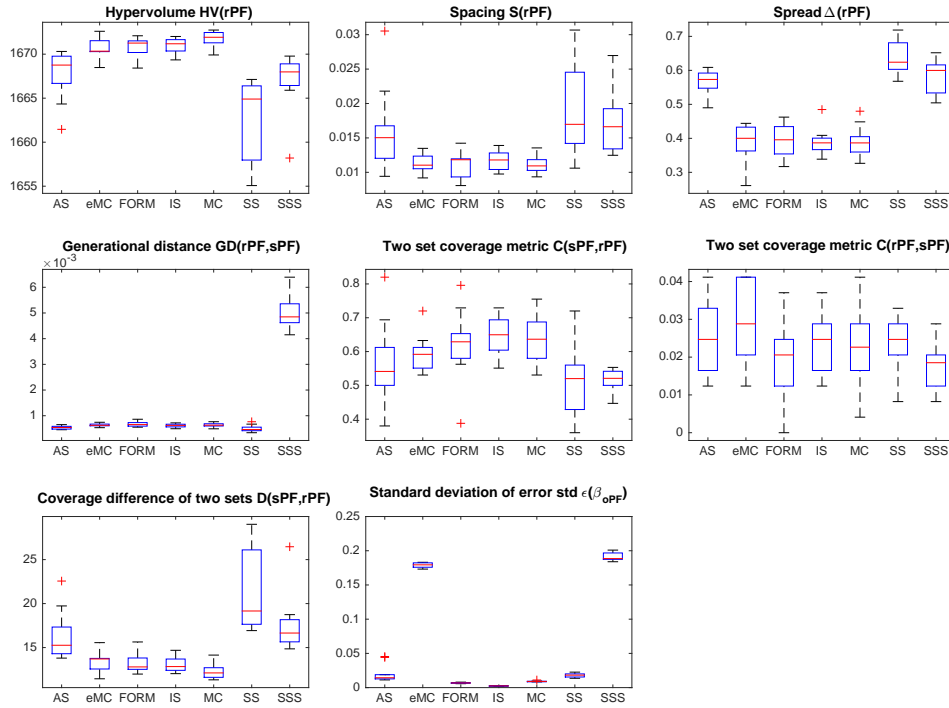 Hypervolume HV(rPF)
1670
1665
1660
1655
AS eMC FORM IS MC SS SSS
Spacing S(rPF)
0.03
0.02
0.015
0.01
AS eMC FORM IS MC SS SSS
Spread Δ(rPF)
0.7
0.6
0.5
0.4
0.3
AS eMC FORM IS MC SS SSS
Generational distance GD(rPF,sPF)
×10⁻³
6
5
4
3
2
1
AS eMC FORM IS MC SS SSS
Two set coverage metric C(sPF,rPF)
0.8
0.7
0.6
0.5
0.4
AS eMC FORM IS MC SS SSS
Two set coverage metric C(rPF,sPF)
0.04
0.03
0.02
0.01
0
AS eMC FORM IS MC SS SSS
Coverage difference of two sets D(sPF,rPF)
25
20
15
AS eMC FORM IS MC SS SSS
Standard deviation of error std ϵ(β_oPF)
0.25
0.2
0.15
0.1
0.05
0
AS eMC FORM IS MC SS SSS